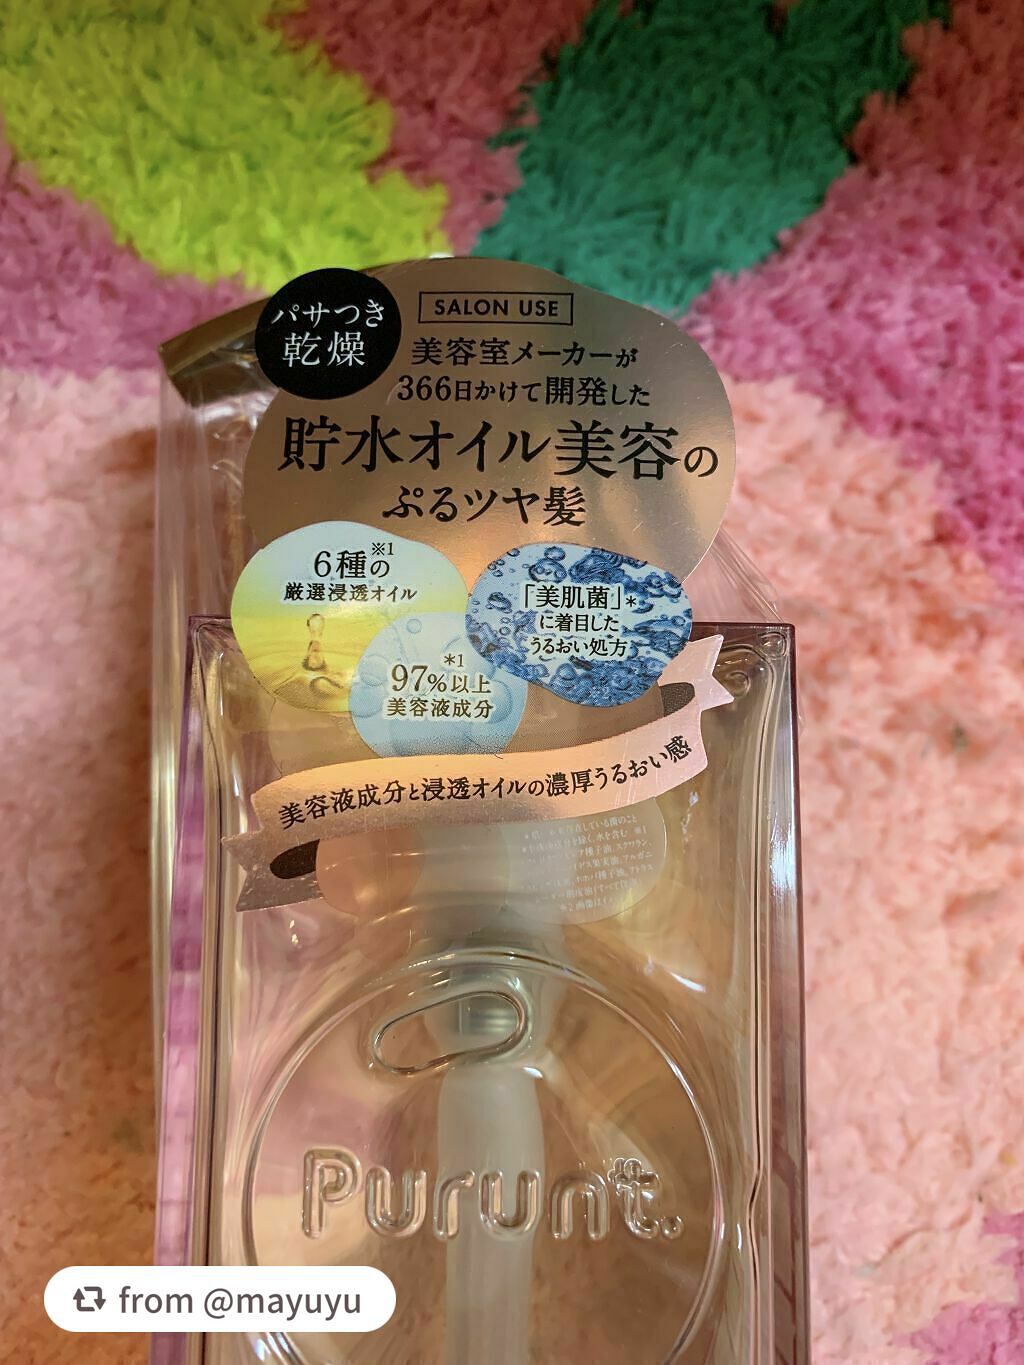 パサつき
乾燥
SALON USE
美容室メーカーが
366日かけて開発した
貯水オイル美容の
ぷるツヤ髪
6種の※1
厳選浸透オイル
「美肌菌」*
に着目した
うるおい処方
97%以上*1
美容液成分
美容液成分と浸透オイルの濃厚うるおい感
Purunt.
from @mayuyu